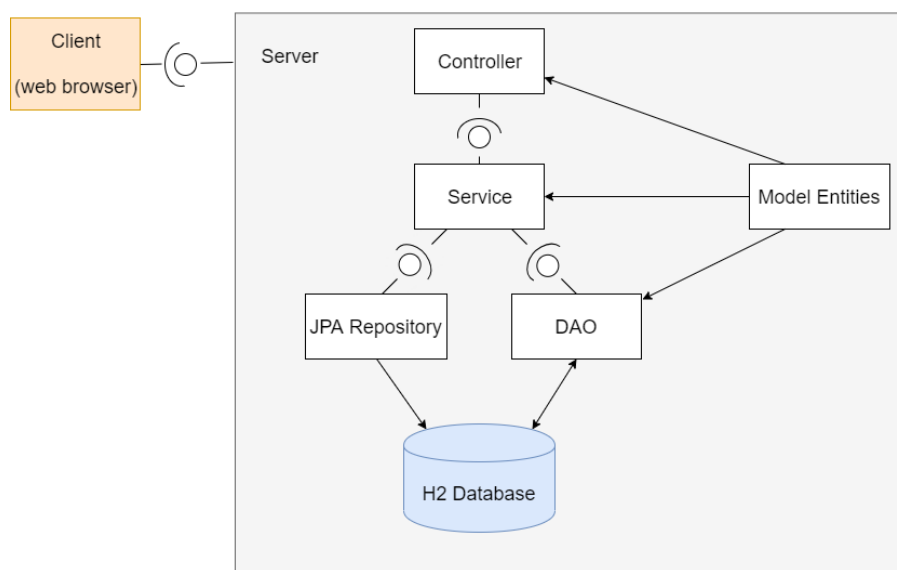 Client
(web browser)
Server
Controller
Service
Model Entities
JPA Repository
DAO
H2 Database